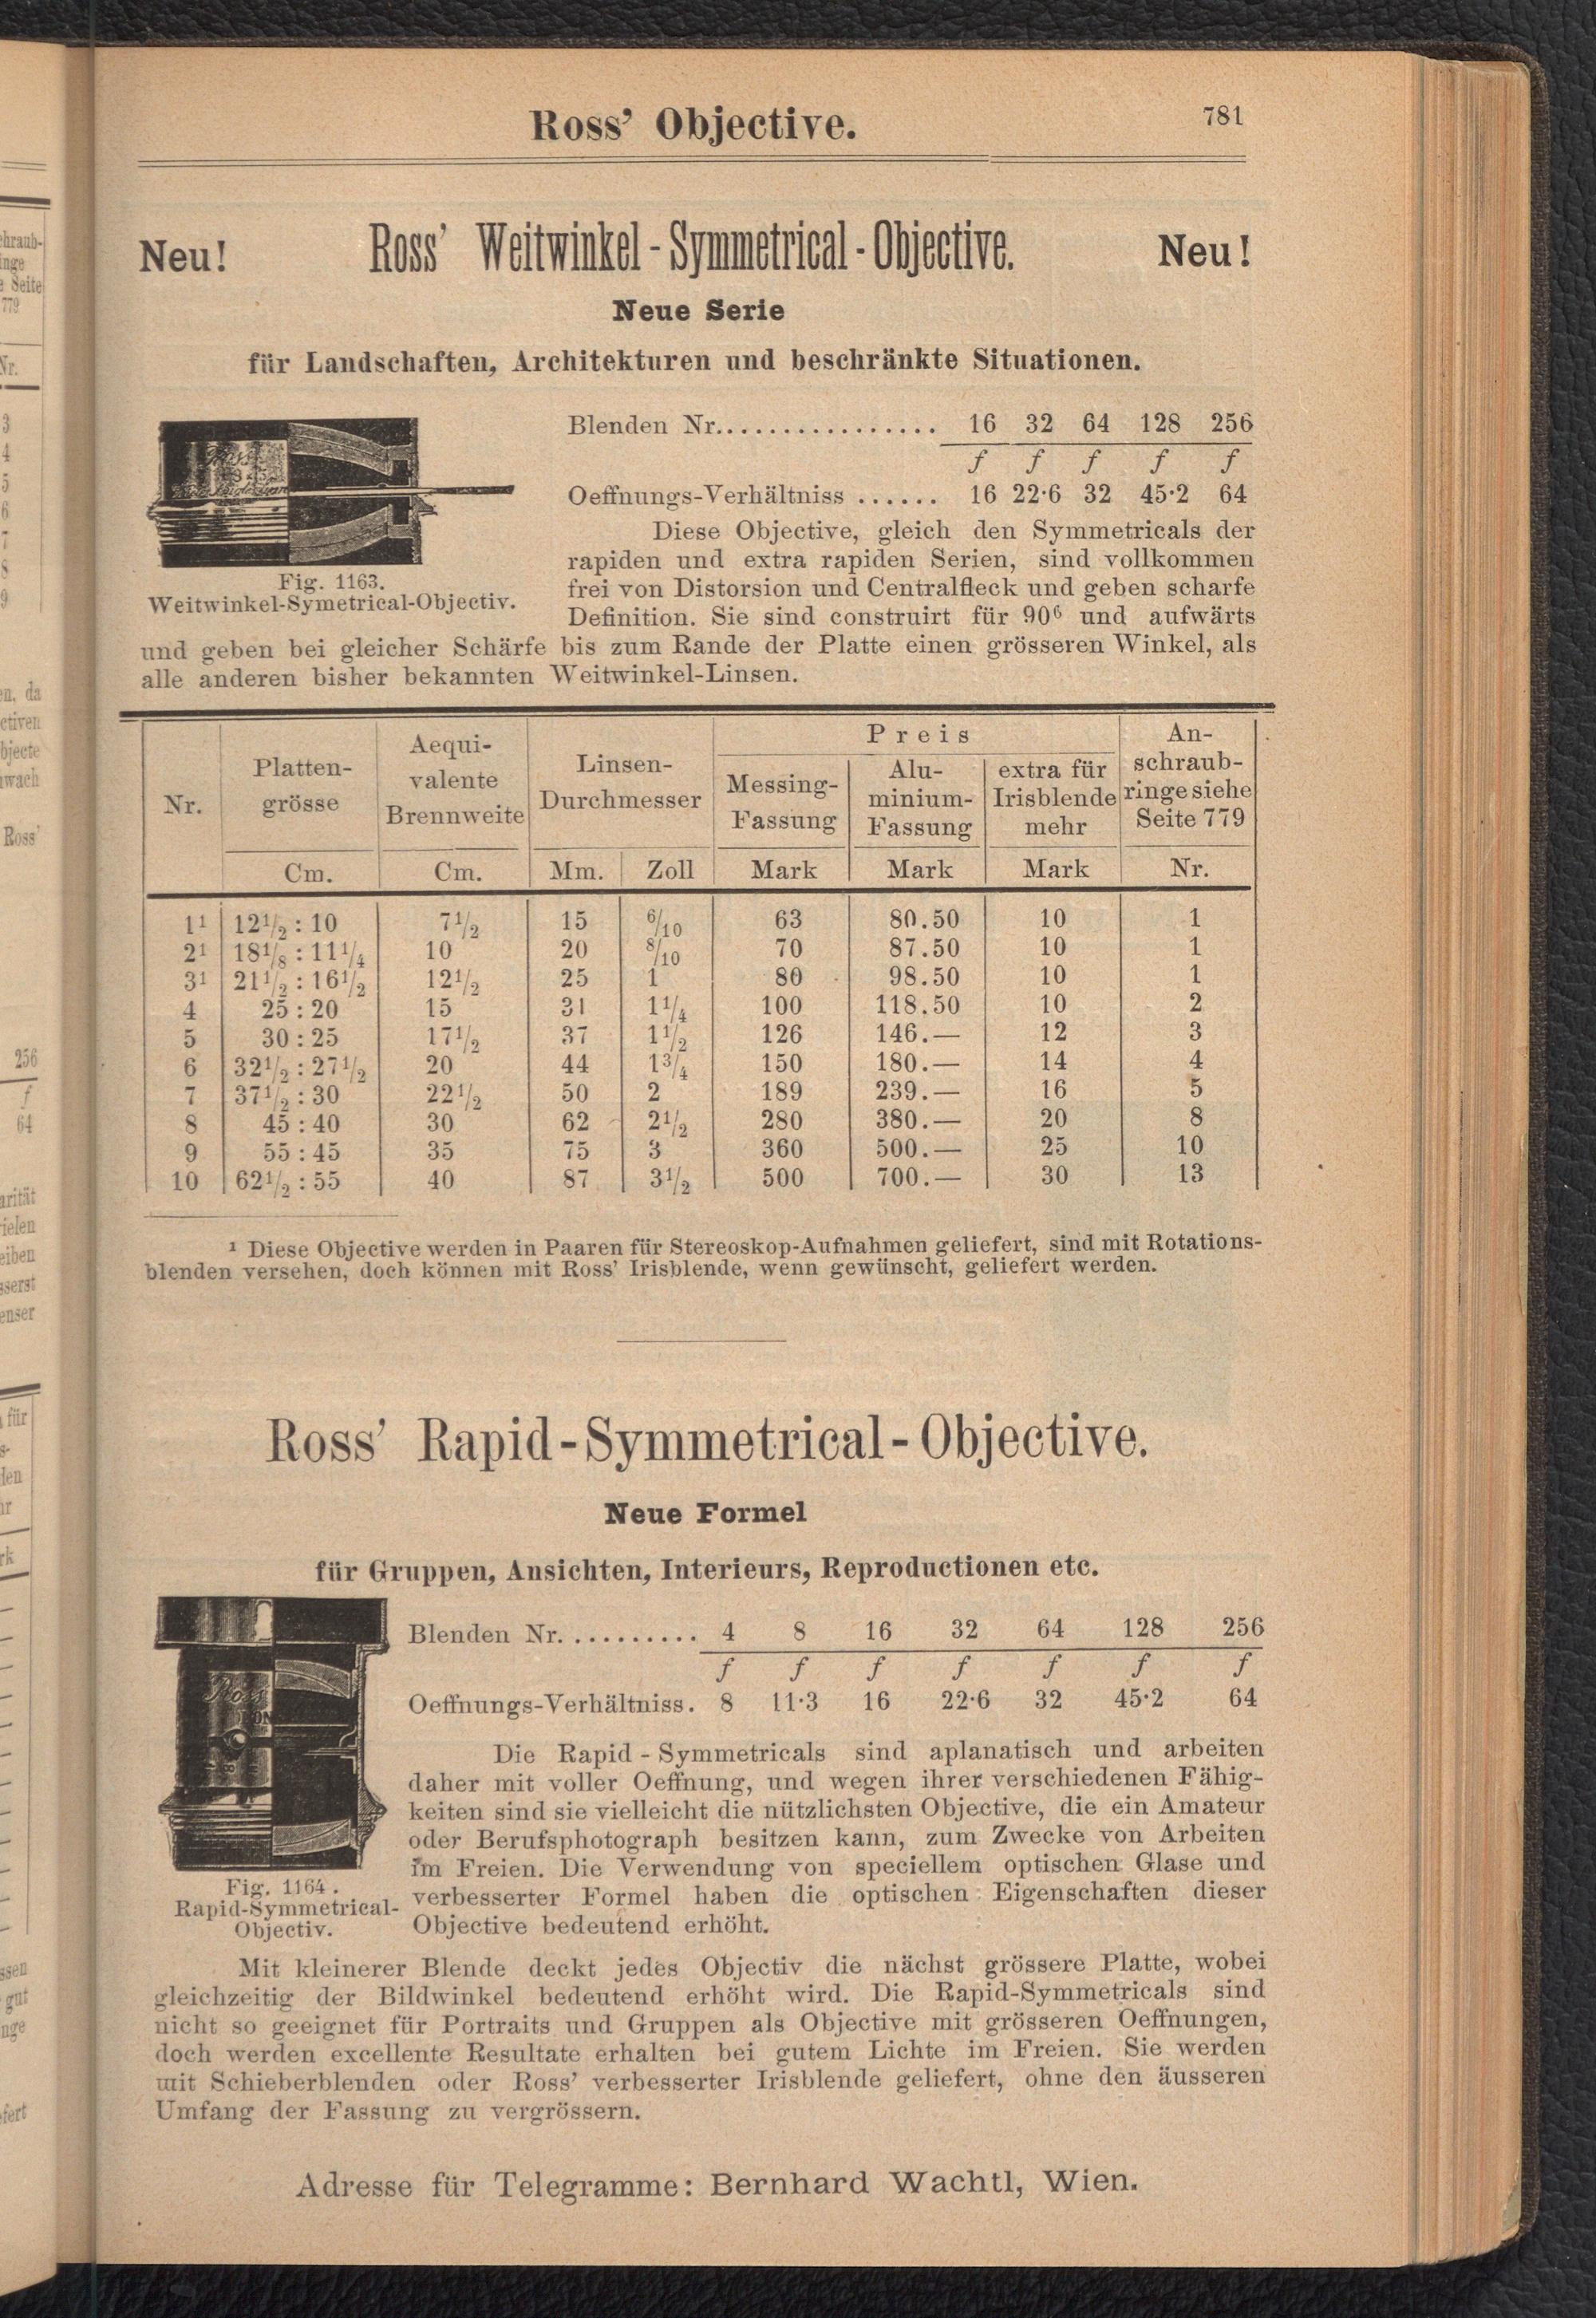 Ross' Objective.
781
Neu! Ross' Weitwinkel-Symmetrical-Objective. Neu!
Neue Serie
für Landschaften, Architekturen und beschränkte Situationen.
Blenden Nr................. 16 32 64 128 256
f f f f f
Oeffnungs-Verhältniss ...... 16 22·6 32 45·2 64
Fig. 1163.
Weitwinkel-Symetrical-Objectiv.
Diese Objective, gleich den Symmetricals der
rapiden und extra rapiden Serien, sind vollkommen
frei von Distorsion und Centralfleck und geben scharfe
Definition. Sie sind construirt für 90⁶ und aufwärts
und geben bei gleicher Schärfe bis zum Rande der Platte einen grösseren Winkel, als
alle anderen bisher bekannten Weitwinkel-Linsen.
Nr. Platten-grösse Aequi-valente Brennweite Linsen-Durchmesser Preis An-schraub-ringe siehe Seite 779
Messing-Fassung Alu-minium-Fassung extra für Irisblende mehr
Cm. Cm. Mm. Zoll Mark Mark Mark Nr.
1¹ 12¹/₂ : 10 7¹/₂ 15 ⁶/₁₀ 63 80.50 10 1
2¹ 18¹/₈ : 11¹/₄ 10 20 ⁸/₁₀ 70 87.50 10 1
3¹ 21¹/₂ : 16¹/₂ 12¹/₂ 25 1 80 98.50 10 1
4 25 : 20 15 31 1¹/₄ 100 118.50 10 2
5 30 : 25 17¹/₂ 37 1¹/₂ 126 146.— 12 3
6 32¹/₂ : 27¹/₂ 20 44 1³/₄ 150 180.— 14 4
7 37¹/₂ : 30 22¹/₂ 50 2 189 239.— 16 5
8 45 : 40 30 62 2¹/₂ 280 380.— 20 8
9 55 : 45 35 75 3 360 500.— 25 10
10 62¹/₂ : 55 40 87 3¹/₂ 500 700.— 30 13
¹ Diese Objective werden in Paaren für Stereoskop-Aufnahmen geliefert, sind mit Rotations-
blenden versehen, doch können mit Ross' Irisblende, wenn gewünscht, geliefert werden.
Ross' Rapid-Symmetrical-Objective.
Neue Formel
für Gruppen, Ansichten, Interieurs, Reproductionen etc.
Blenden Nr. .......... 4 8 16 32 64 128 256
f f f f f f f
Oeffnungs-Verhältniss. 8 11·3 16 22·6 32 45·2 64
Ross
Fig. 1164.
Rapid-Symmetrical-
Objectiv.
Die Rapid-Symmetricals sind aplanatisch und arbeiten
daher mit voller Oeffnung, und wegen ihrer verschiedenen Fähig-
keiten sind sie vielleicht die nützlichsten Objective, die ein Amateur
oder Berufsphotograph besitzen kann, zum Zwecke von Arbeiten
im Freien. Die Verwendung von speciellem optischen Glase und
verbesserter Formel haben die optischen Eigenschaften dieser
Objective bedeutend erhöht.
Mit kleinerer Blende deckt jedes Objectiv die nächst grössere Platte, wobei
gleichzeitig der Bildwinkel bedeutend erhöht wird. Die Rapid-Symmetricals sind
nicht so geeignet für Portraits und Gruppen als Objective mit grösseren Oeffnungen,
doch werden excellente Resultate erhalten bei gutem Lichte im Freien. Sie werden
mit Schieberblenden oder Ross' verbesserter Irisblende geliefert, ohne den äusseren
Umfang der Fassung zu vergrössern.
Adresse für Telegramme: Bernhard Wachtl, Wien.